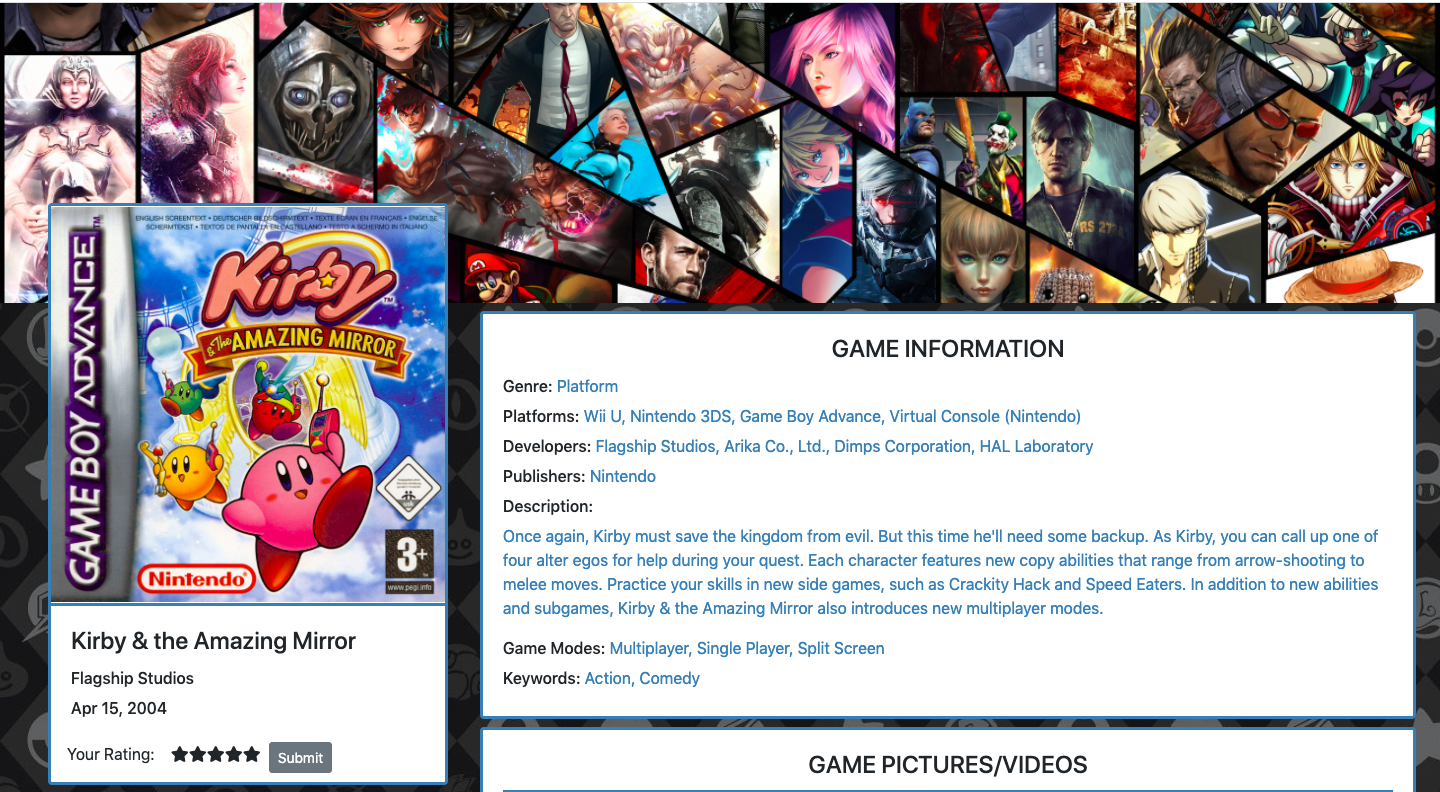 RS 27
ENGLISH SCREENTEXT • DEUTSCHER BILDSCHIRMTEXT • TEXTE ECRAN EN FRANÇAIS • ENGELSE
SCHERMTEKST • TEXTOS DE PANTALLA EN CASTELLANO • TESTO A SCHERMO IN ITALIANO
GAME BOY ADVANCE™
Kirby™
& The AMAZING MIRROR
3+
www.pegi.info
Nintendo®
Kirby & the Amazing Mirror
Flagship Studios
Apr 15, 2004
Your Rating:
Submit
GAME INFORMATION
Genre: Platform
Platforms: Wii U, Nintendo 3DS, Game Boy Advance, Virtual Console (Nintendo)
Developers: Flagship Studios, Arika Co., Ltd., Dimps Corporation, HAL Laboratory
Publishers: Nintendo
Description:
Once again, Kirby must save the kingdom from evil. But this time he'll need some backup. As Kirby, you can call up one of
four alter egos for help during your quest. Each character features new copy abilities that range from arrow-shooting to
melee moves. Practice your skills in new side games, such as Crackity Hack and Speed Eaters. In addition to new abilities
and subgames, Kirby & the Amazing Mirror also introduces new multiplayer modes.
Game Modes: Multiplayer, Single Player, Split Screen
Keywords: Action, Comedy
GAME PICTURES/VIDEOS